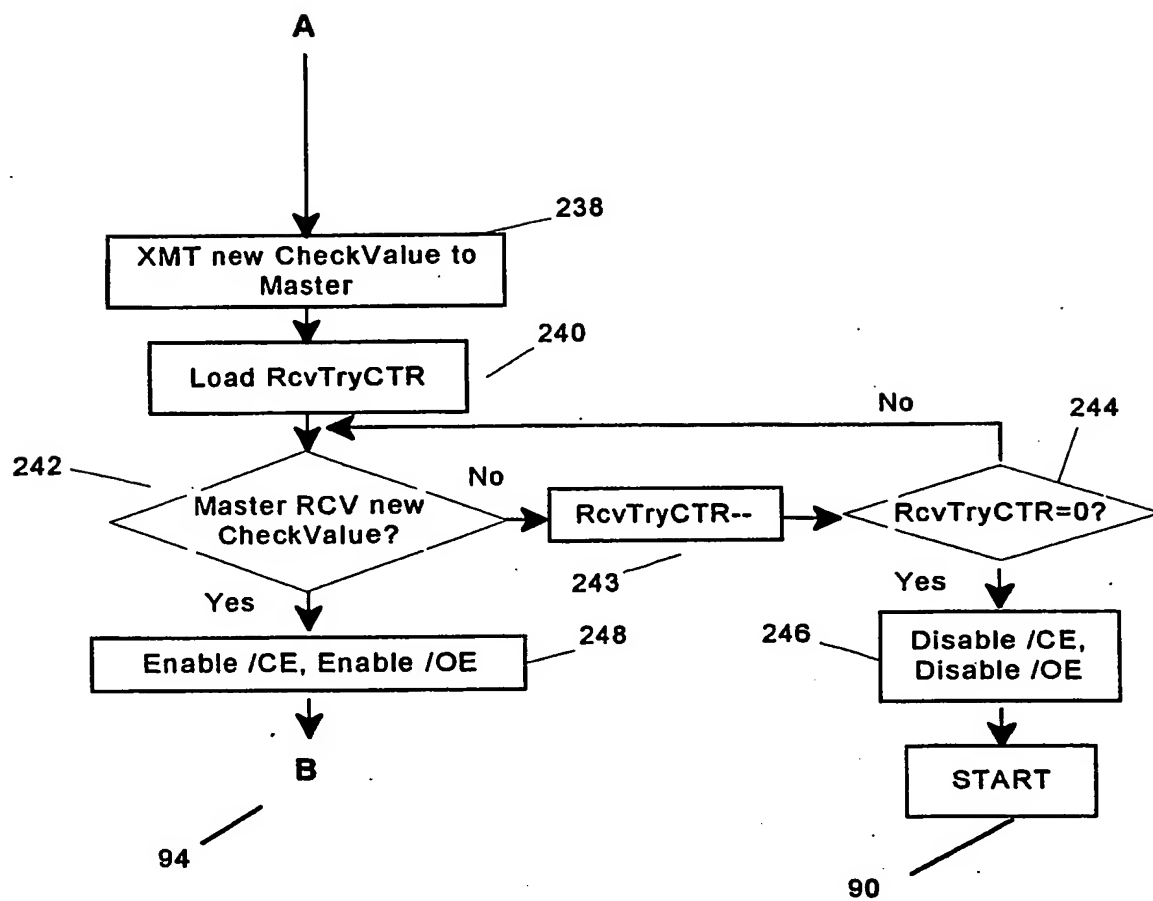 A
238
XMT new CheckValue to
Master
240
Load RcvTryCTR
No
244
242
Master RCV new
CheckValue?
No
RcvTryCTR--
RcvTryCTR=0?
243
Yes
Yes
248
Enable /CE, Enable /OE
246
Disable /CE,
Disable /OE
B
START
94
90